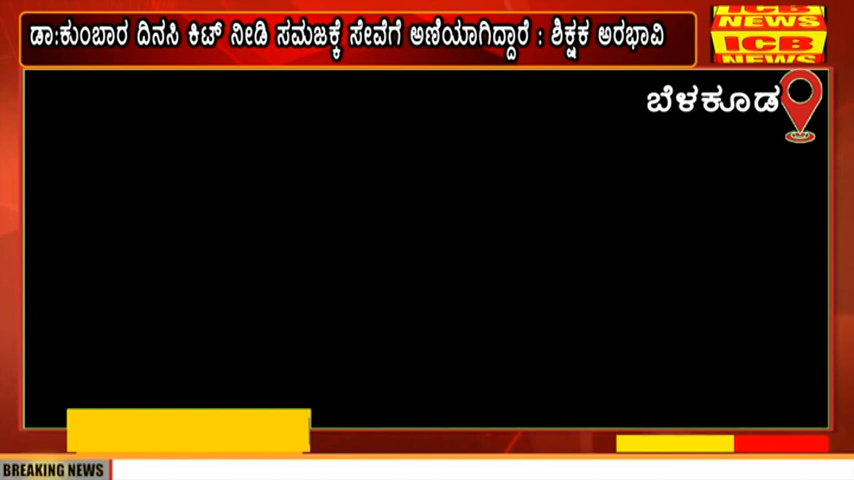 ಡಾ:ಕುಂಬಾರ ದಿನಸಿ ಕಿಟ್ ನೀಡಿ ಸಮಜಕ್ಕೆ ಸೇವೆಗೆ ಅಣಿಯಾಗಿದ್ದಾರೆ : ಶಿಕ್ಷಕ ಅರಭಾವಿ
ICB
NEWS
ICB
NEWS
ಬೆಳಕೂಡ
BREAKING NEWS